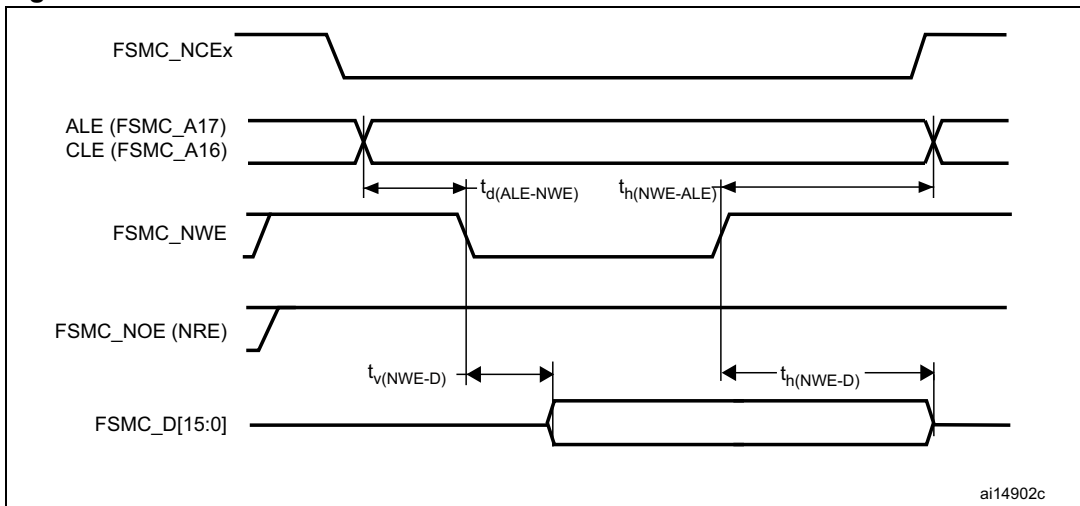 FSMC_NCEx
ALE (FSMC_A17)
CLE (FSMC_A16)
td(ALE-NWE)
th(NWE-ALE)
FSMC_NWE
FSMC_NOE (NRE)
tv(NWE-D)
th(NWE-D)
FSMC_D[15:0]
ai14902c